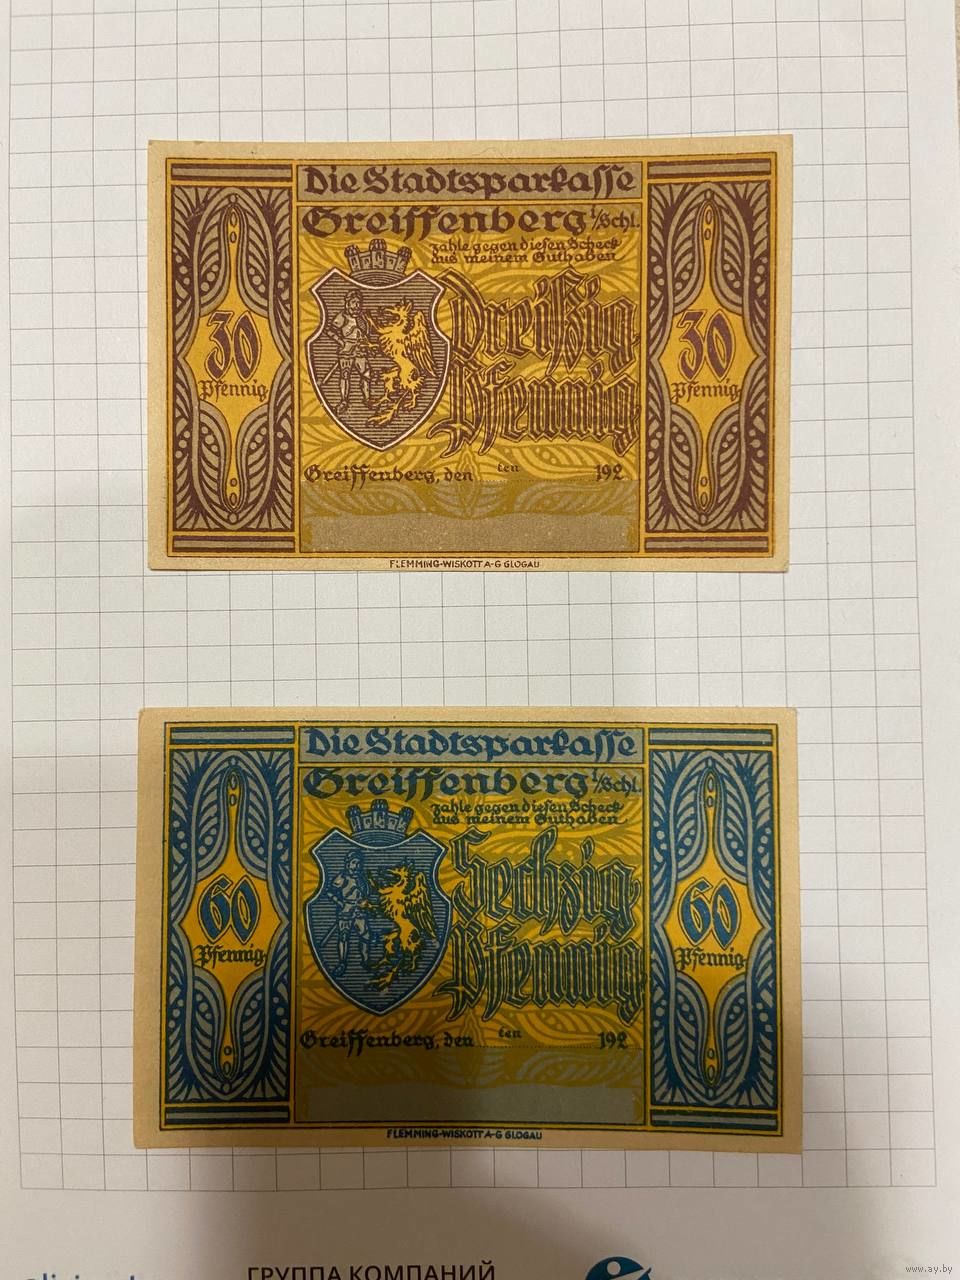 Die Stadtsparkasse
Greiffenberg i/Schl.
zahle gegen diesen Scheck
aus meinem Guthaben
Dreißig
Pfennig
30
Pfennig
30
Pfennig
Greiffenberg, den ten 192
FLEMMING-WISKOTT A-G GLOGAU
Die Stadtsparkasse
Greiffenberg i/Schl.
zahle gegen diesen Scheck
aus meinem Guthaben
Sechzig
Pfennig
60
Pfennig
60
Pfennig
Greiffenberg, den ten 192
FLEMMING-WISKOTT A-G GLOGAU
ГРУППА КОМПАНИЙ
www.ay.by